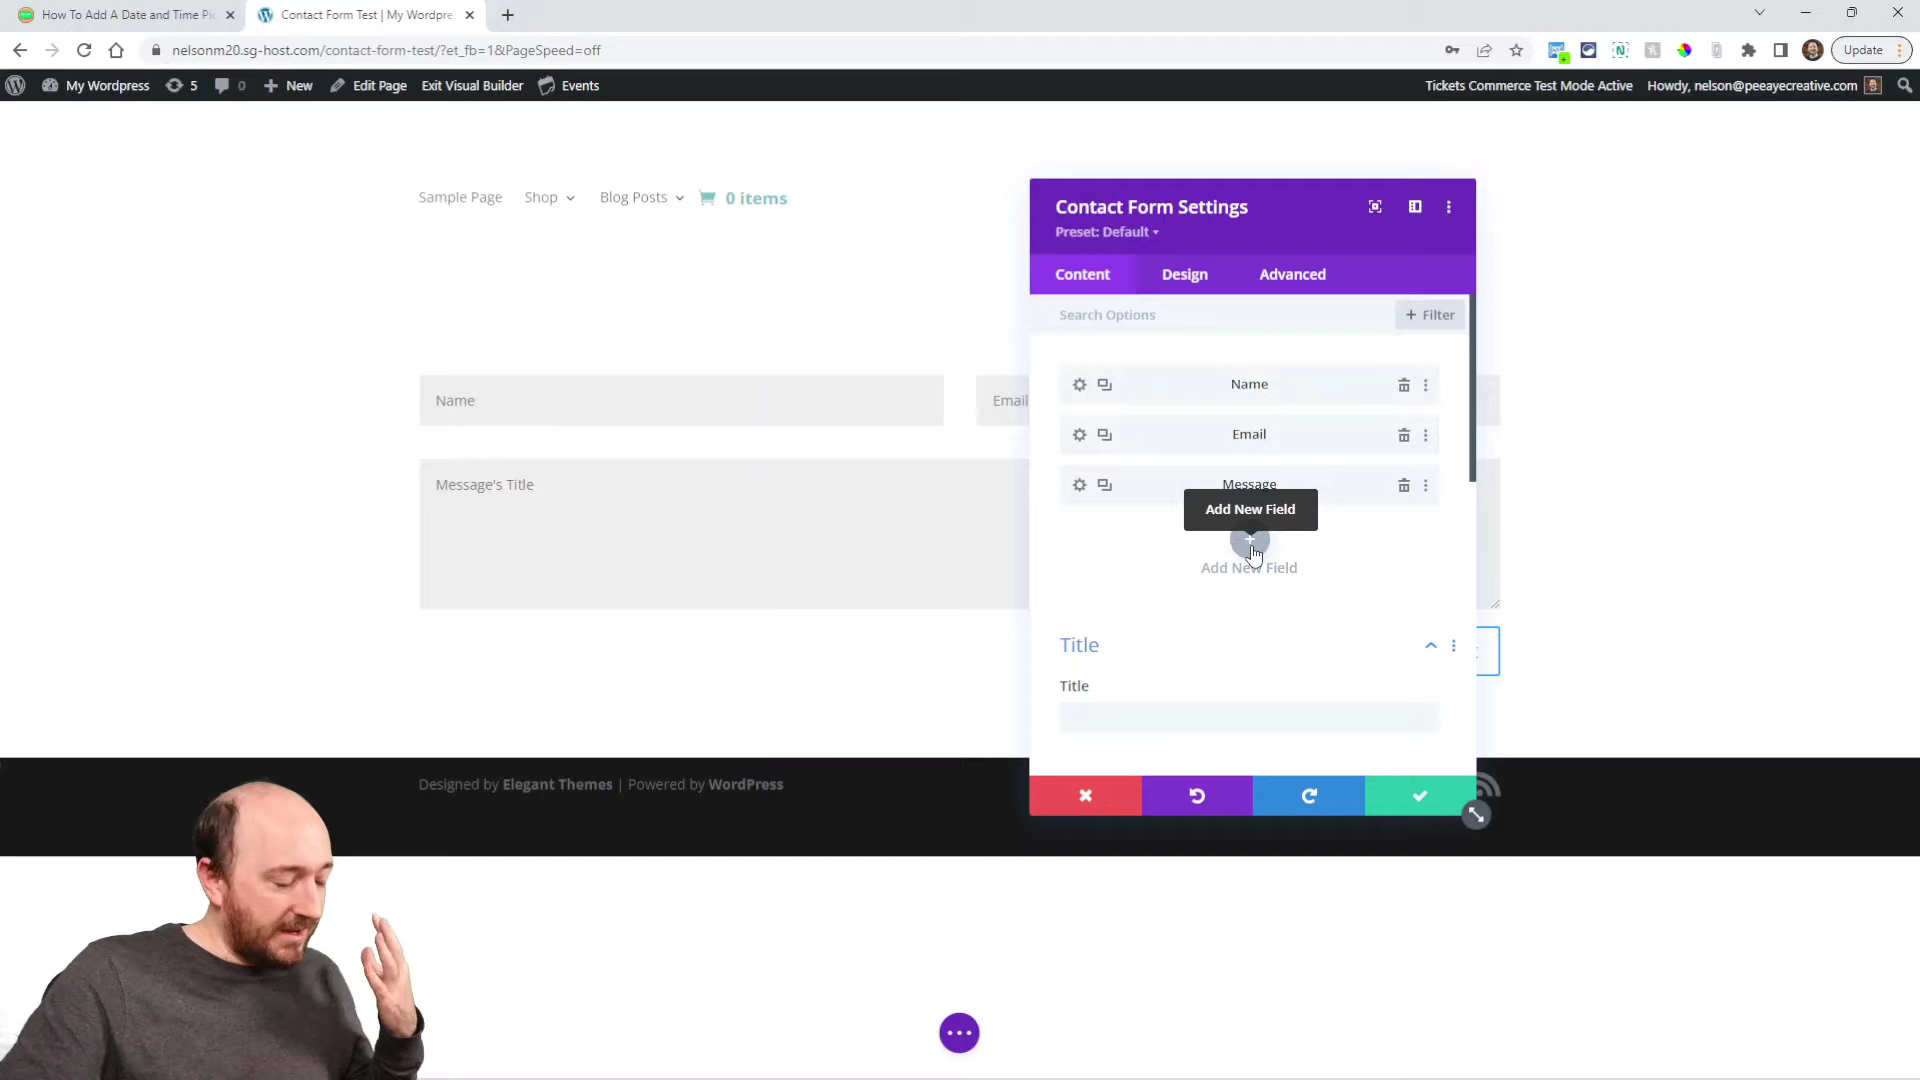 How To Add A Date and Time Pi
Contact Form Test | My Wordpre
nelsonm20.sg-host.com/contact-form-test/?et_fb=1&PageSpeed=off
Update
My Wordpress
5
0
New
Edit Page
Exit Visual Builder
Events
Tickets Commerce Test Mode Active
Howdy, nelson@peeayecreative.com
Sample Page
Shop
Blog Posts
0 items
Contact Form Settings
Preset: Default
Content
Design
Advanced
Search Options
+ Filter
Name
Email
Message's Title
Name
Email
Message
Add New Field
Add New Field
Title
Title
Designed by Elegant Themes | Powered by WordPress